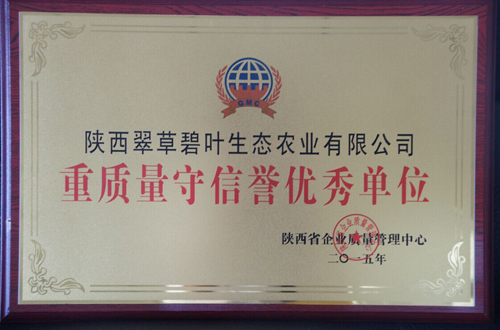 QMC
陕西翠草碧叶生态农业有限公司
重质量守信誉优秀单位
陕西省企业质量管理中心
二〇一五年